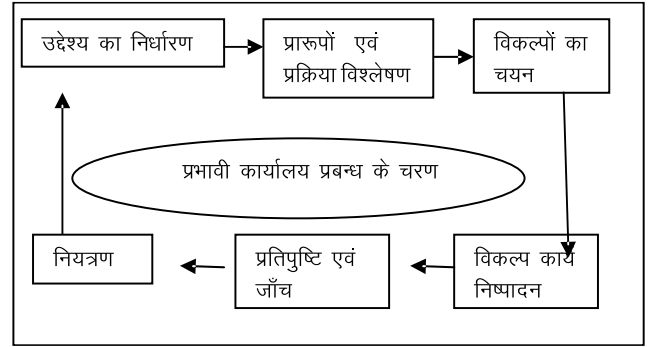 उद्देश्य का निर्धारण
प्रारूपों एवं
प्रक्रिया विश्लेषण
विकल्पों का
चयन
प्रभावी कार्यालय प्रबन्ध के चरण
नियत्रण
प्रतिपुष्टि एवं
जाँच
विकल्प कार्य
निष्पादन